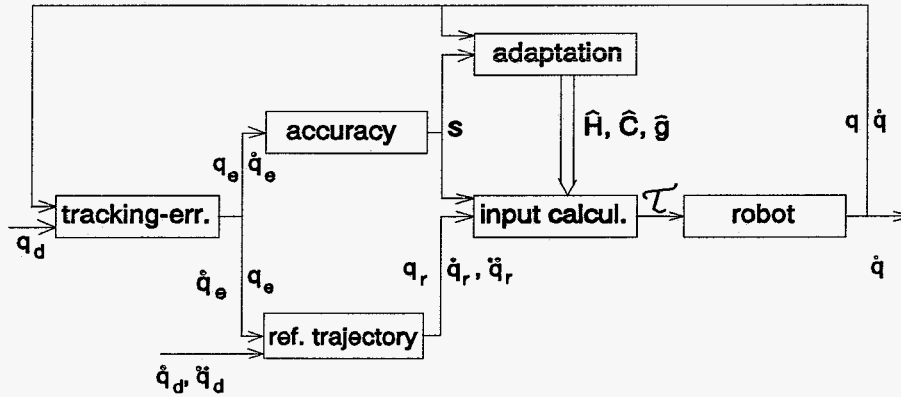 adaptation
Ĥ, Ĉ, ĝ
q q̇
accuracy
s
q_e q̇_e
tracking-err.
q_d
input calcul.
τ
robot
q̇
q̇_e q_e
q_r q̇_r, q̈_r
ref. trajectory
q̇_d, q̈_d